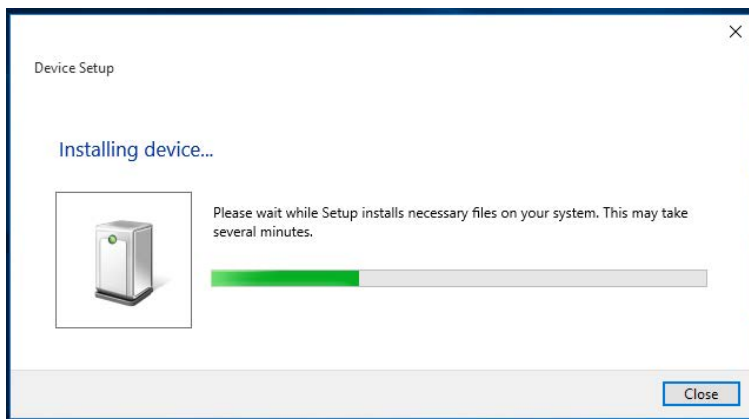 Device Setup
Installing device...
Please wait while Setup installs necessary files on your system. This may take
several minutes.
Close